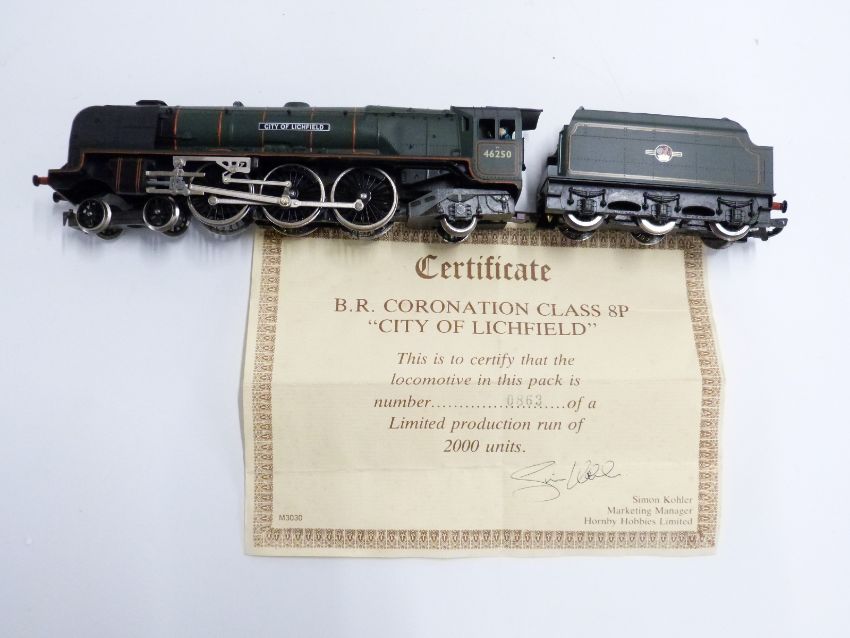 CITY OF LICHFIELD
46250
Certificate
B.R. CORONATION CLASS 8P
“CITY OF LICHFIELD”
This is to certify that the
locomotive in this pack is
number..............0863..............of a
Limited production run of
2000 units.
Simon Kohler
Marketing Manager
Hornby Hobbies Limited
M3030